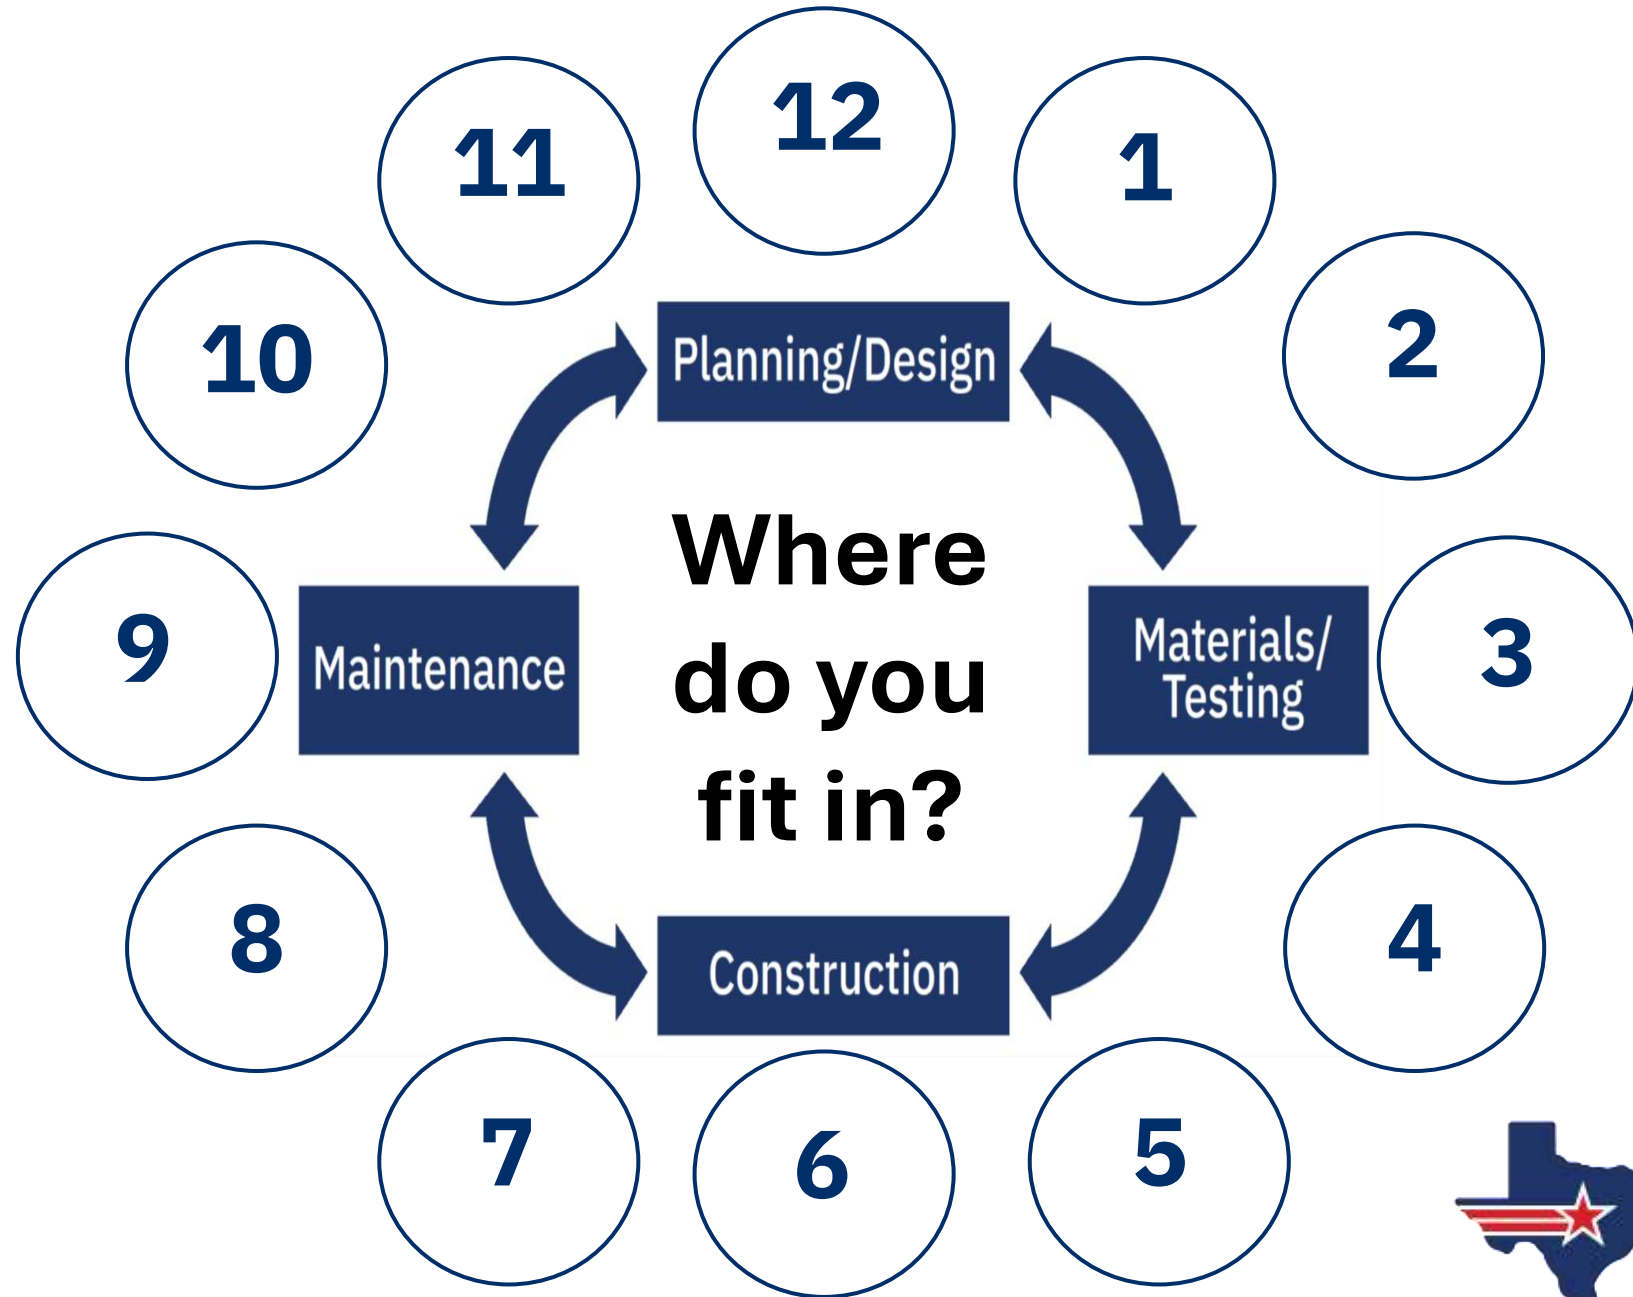 12
11
1
10
2
Planning/Design
Where
do you
fit in?
9
Maintenance
Materials/
Testing
3
8
4
Construction
7
6
5